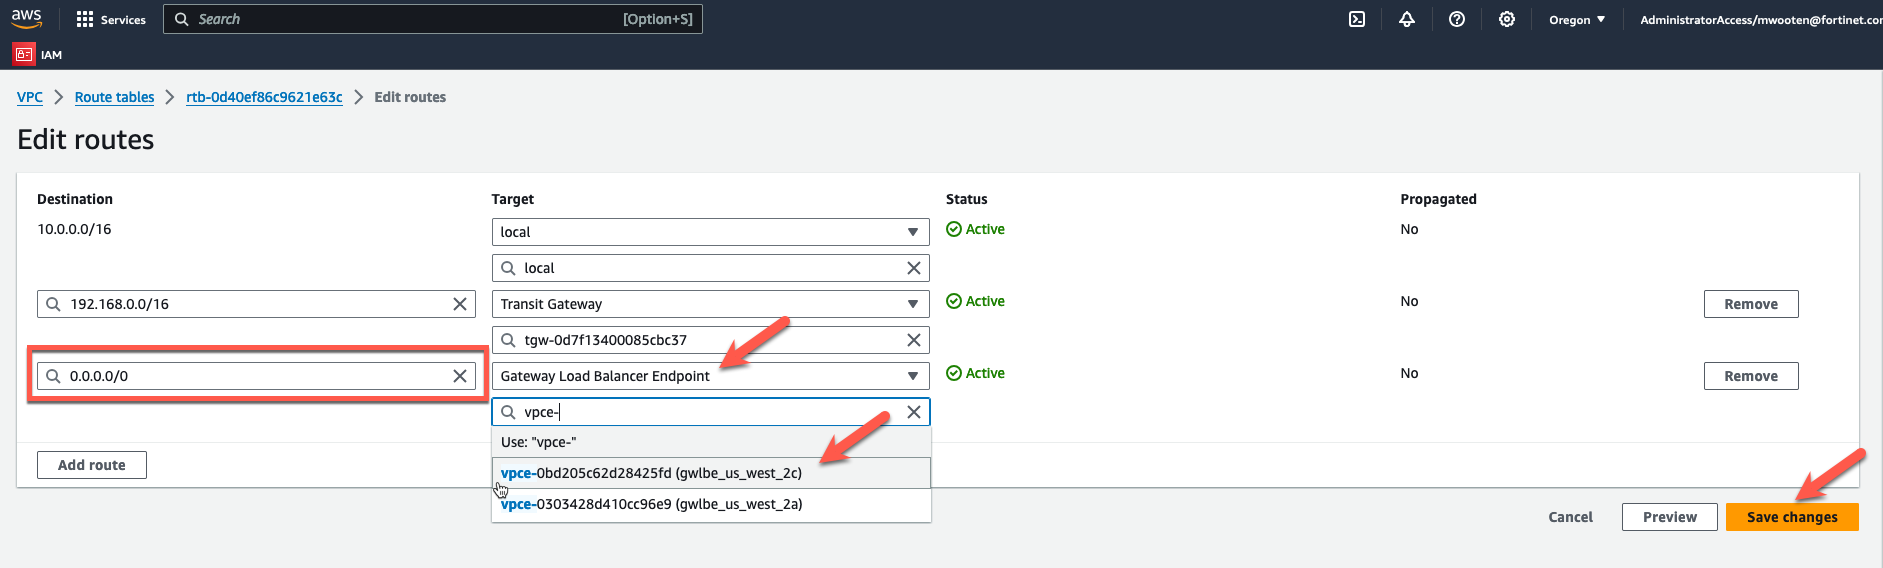 aws Services Search [Option+S] Oregon ▼ AdministratorAccess/mwooten@fortinet.cor
IAM
VPC > Route tables > rtb-0d40ef86c9621e63c > Edit routes
Edit routes
Destination Target Status Propagated
10.0.0.0/16 local Active No
local
192.168.0.0/16 Transit Gateway Active No Remove
tgw-0d7f13400085cbc37
0.0.0.0/0 Gateway Load Balancer Endpoint Active No Remove
vpce-
Use: "vpce-"
Add route
vpce-0bd205c62d28425fd (gwlbe_us_west_2c)
vpce-0303428d410cc96e9 (gwlbe_us_west_2a)
Cancel Preview Save changes